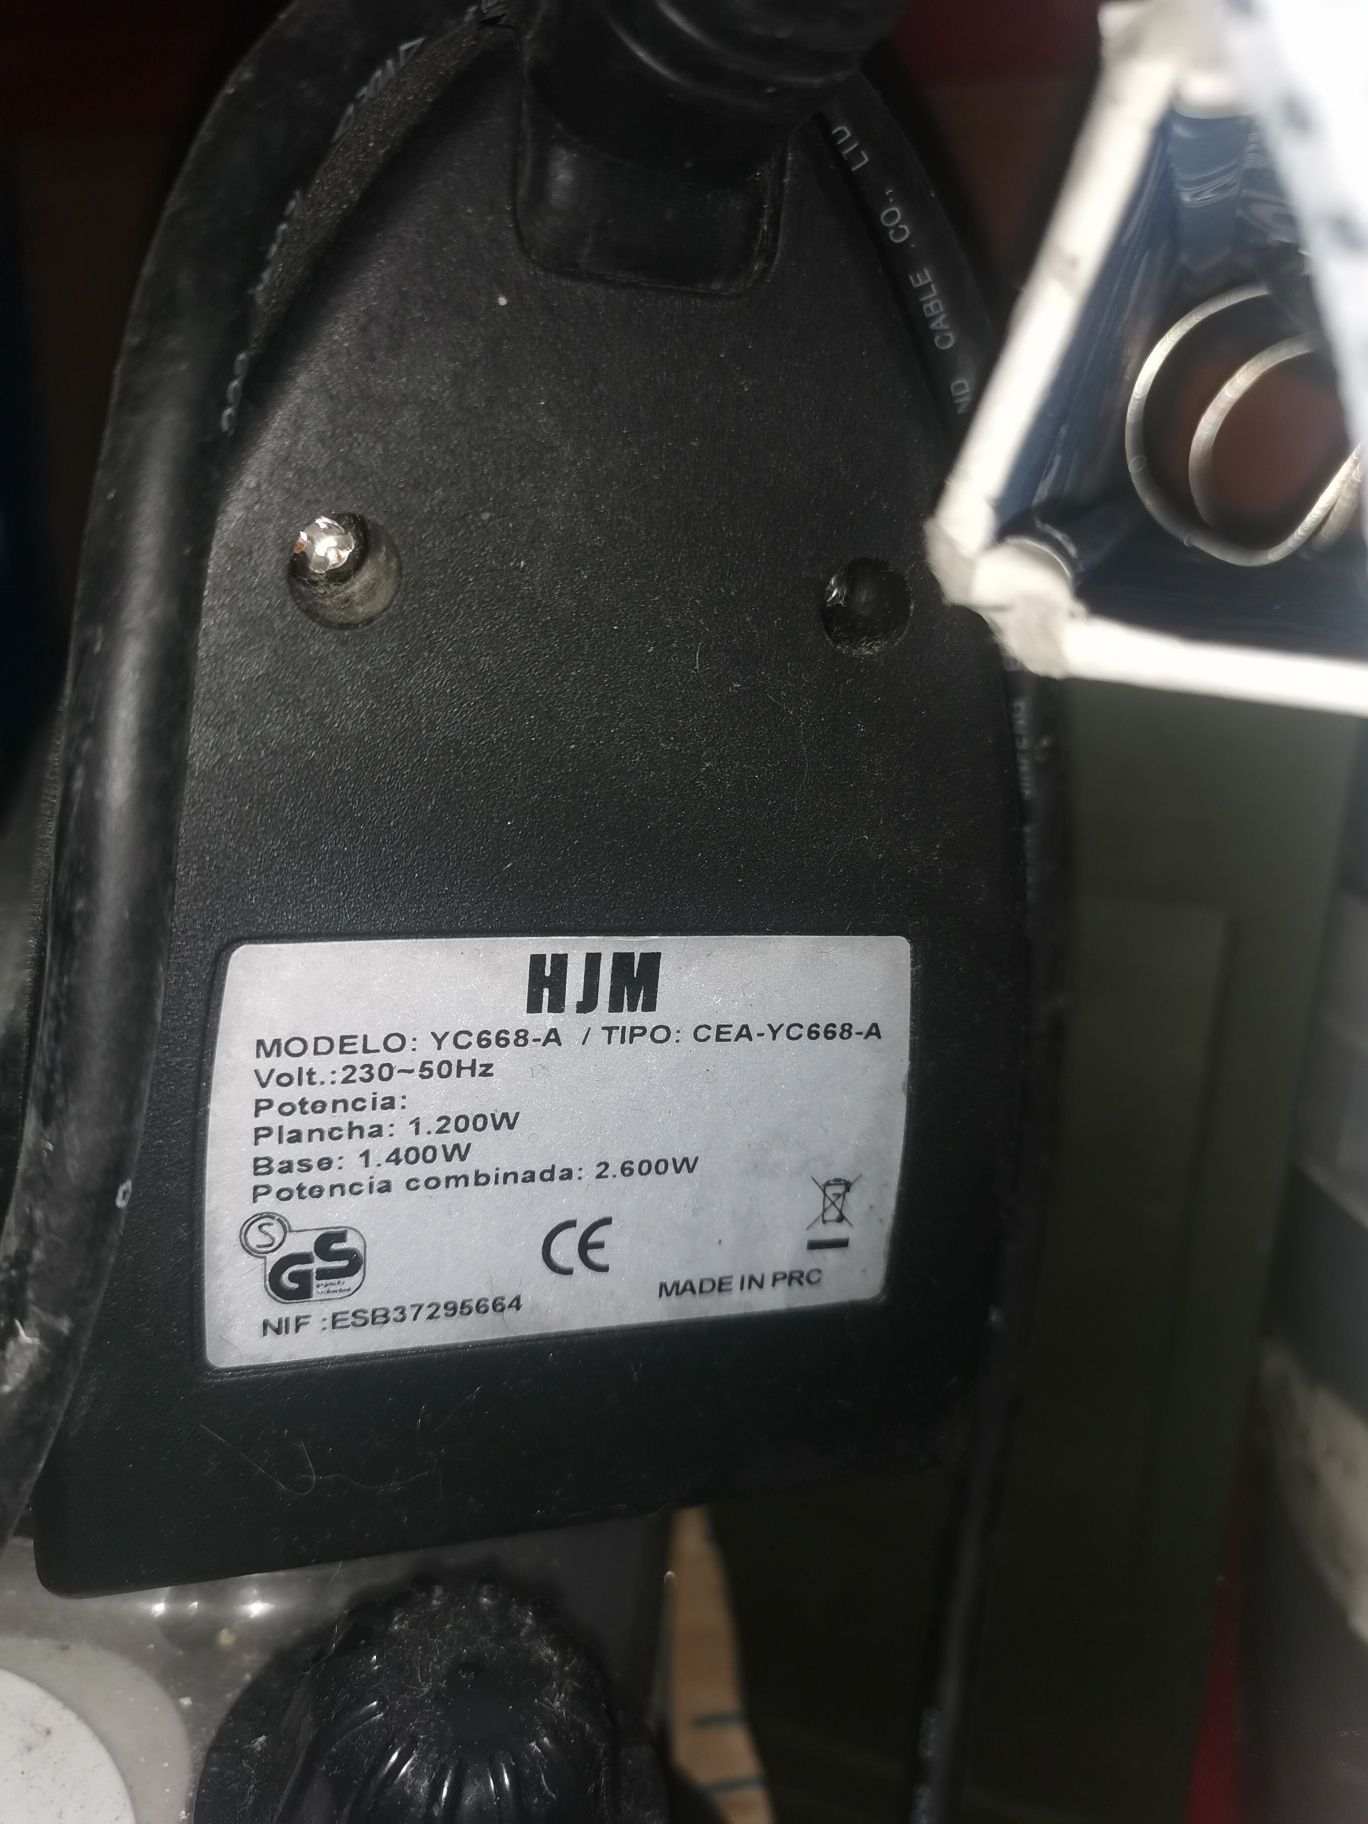 CABLE CO., LTD
HJM
MODELO: YC668-A / TIPO: CEA-YC668-A
Volt.:230~50Hz
Potencia:
Plancha: 1.200W
Base: 1.400W
Potencia combinada: 2.600W
S
GS
CE
MADE IN PRC
NIF :ESB37295664